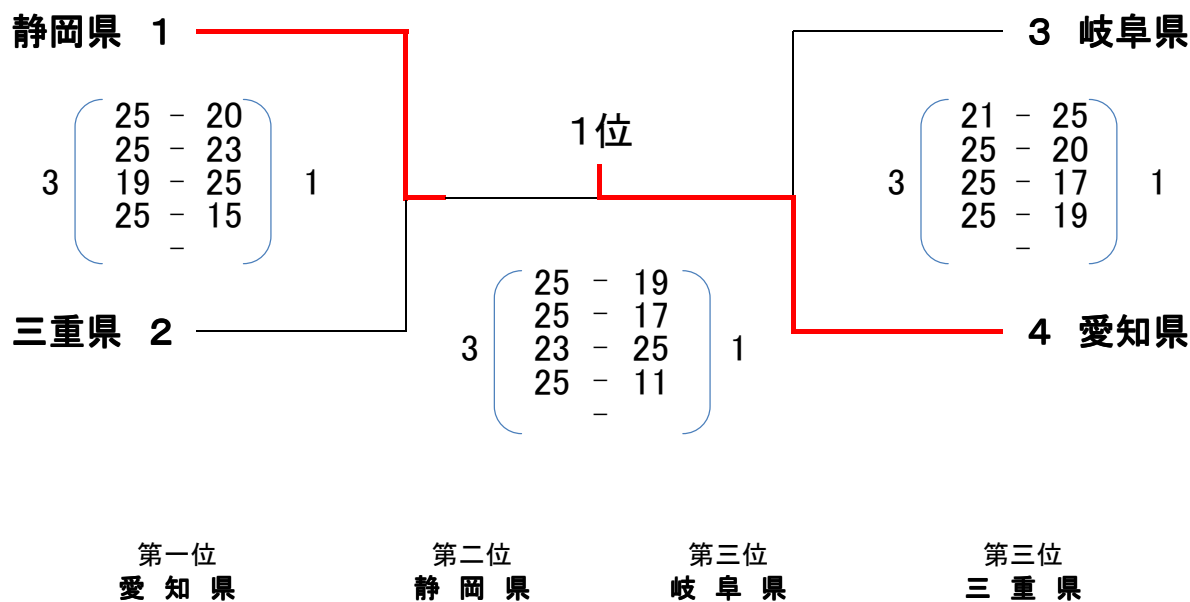 静岡県 1
3 岐阜県
25 - 20
25 - 23
3 19 - 25 1
25 - 15
-
1位
21 - 25
25 - 20
3 25 - 17 1
25 - 19
-
三重県 2
4 愛知県
25 - 19
25 - 17
3 23 - 25 1
25 - 11
-
第一位 第二位 第三位 第三位
愛知県 静岡県 岐阜県 三重県